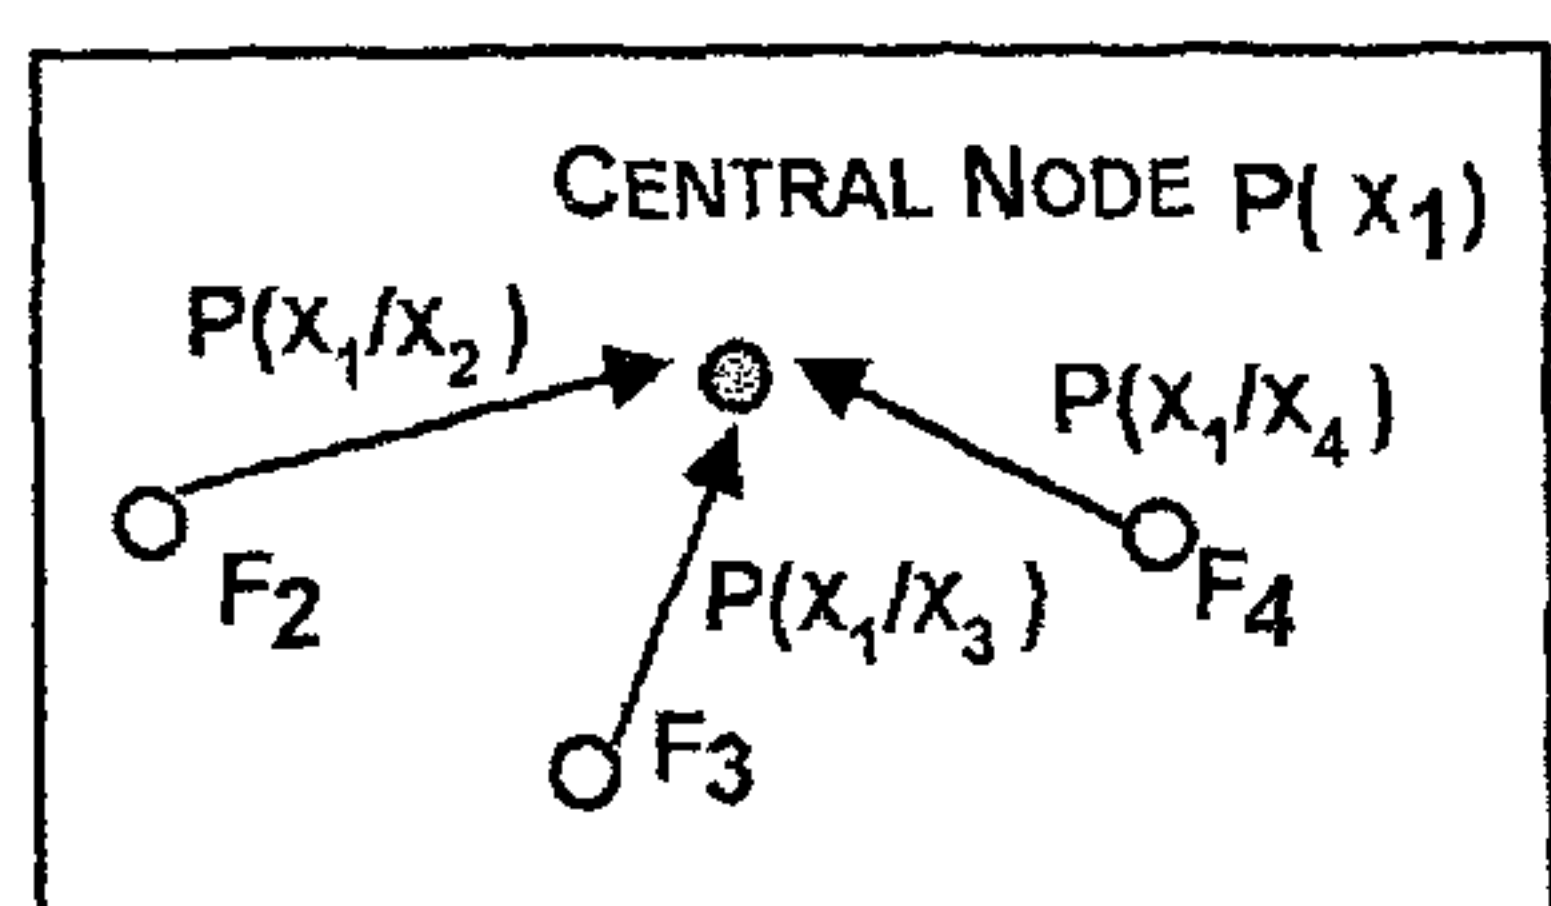 CENTRAL NODE P( x1)
P(x1/x2 )
P(x1/x4 )
F2
P(x1/x3 )
F4
F3